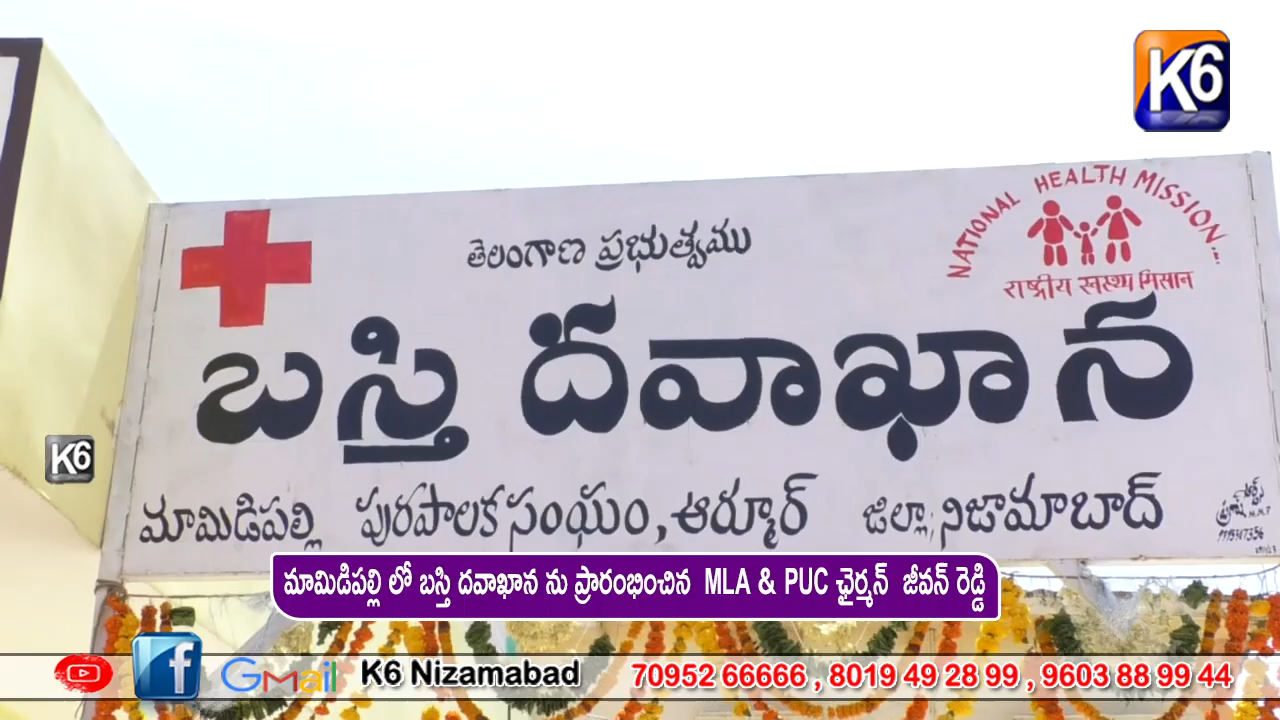 K6
NATIONAL HEALTH MISSION
తెలంగాణ ప్రభుత్వము
राष्ट्रीय स्वस्थ्य मिसान
బస్తి దవాఖాన
K6
మామిడిపల్లి పురపాలక సంఘం, ఆర్మూర్ జిల్లా; నిజామాబాద్
మామిడిపల్లి లో బస్తి దవాఖాన ను ప్రారంభించిన MLA & PUC ఛైర్మన్ జీవన్ రెడ్డి
Gmail K6 Nizamabad 70952 66666 , 8019 49 28 99 , 9603 88 99 44